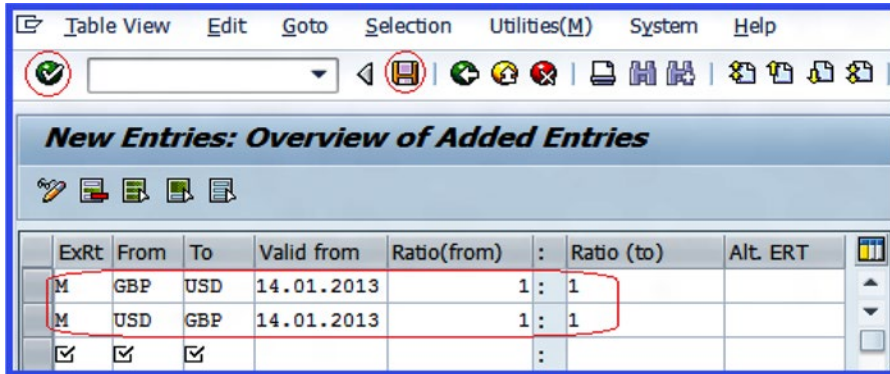 Table View Edit Goto Selection Utilities(M) System Help
New Entries: Overview of Added Entries
ExRt From To Valid from Ratio(from) : Ratio (to) Alt. ERT
M GBP USD 14.01.2013 1 : 1
M USD GBP 14.01.2013 1 : 1
: